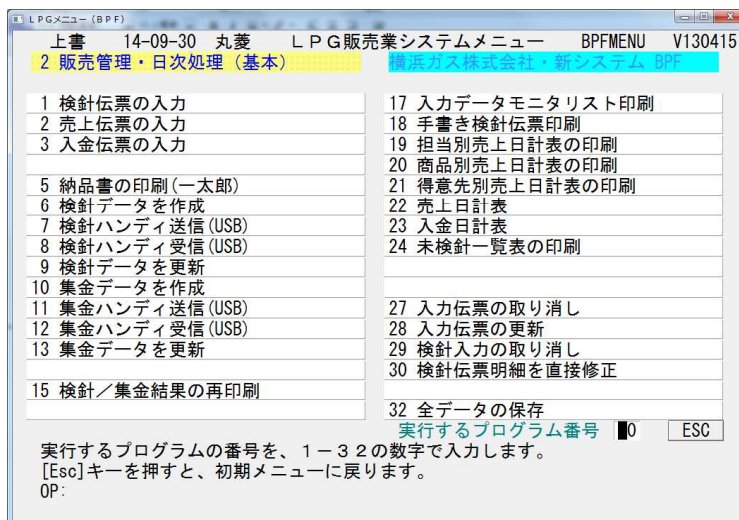 LPGメニュー(BPF)
上書 14-09-30 丸菱 LPG販売業システムメニュー BPFMENU V130415
2 販売管理・日次処理(基本)
横浜ガス株式会社・新システム BPF
1 検針伝票の入力
2 売上伝票の入力
3 入金伝票の入力
5 納品書の印刷(一太郎)
6 検針データを作成
7 検針ハンディ送信(USB)
8 検針ハンディ受信(USB)
9 検針データを更新
10 集金データを作成
11 集金ハンディ送信(USB)
12 集金ハンディ受信(USB)
13 集金データを更新
15 検針/集金結果の再印刷
17 入力データモニタリスト印刷
18 手書き検針伝票印刷
19 担当別売上日計表の印刷
20 商品別売上日計表の印刷
21 得意先別売上日計表の印刷
22 売上日計表
23 入金日計表
24 未検針一覧表の印刷
27 入力伝票の取り消し
28 入力伝票の更新
29 検針入力の取り消し
30 検針伝票明細を直接修正
32 全データの保存
実行するプログラム番号 0 ESC
実行するプログラムの番号を、1-32の数字で入力します。
[Esc]キーを押すと、初期メニューに戻ります。
OP: